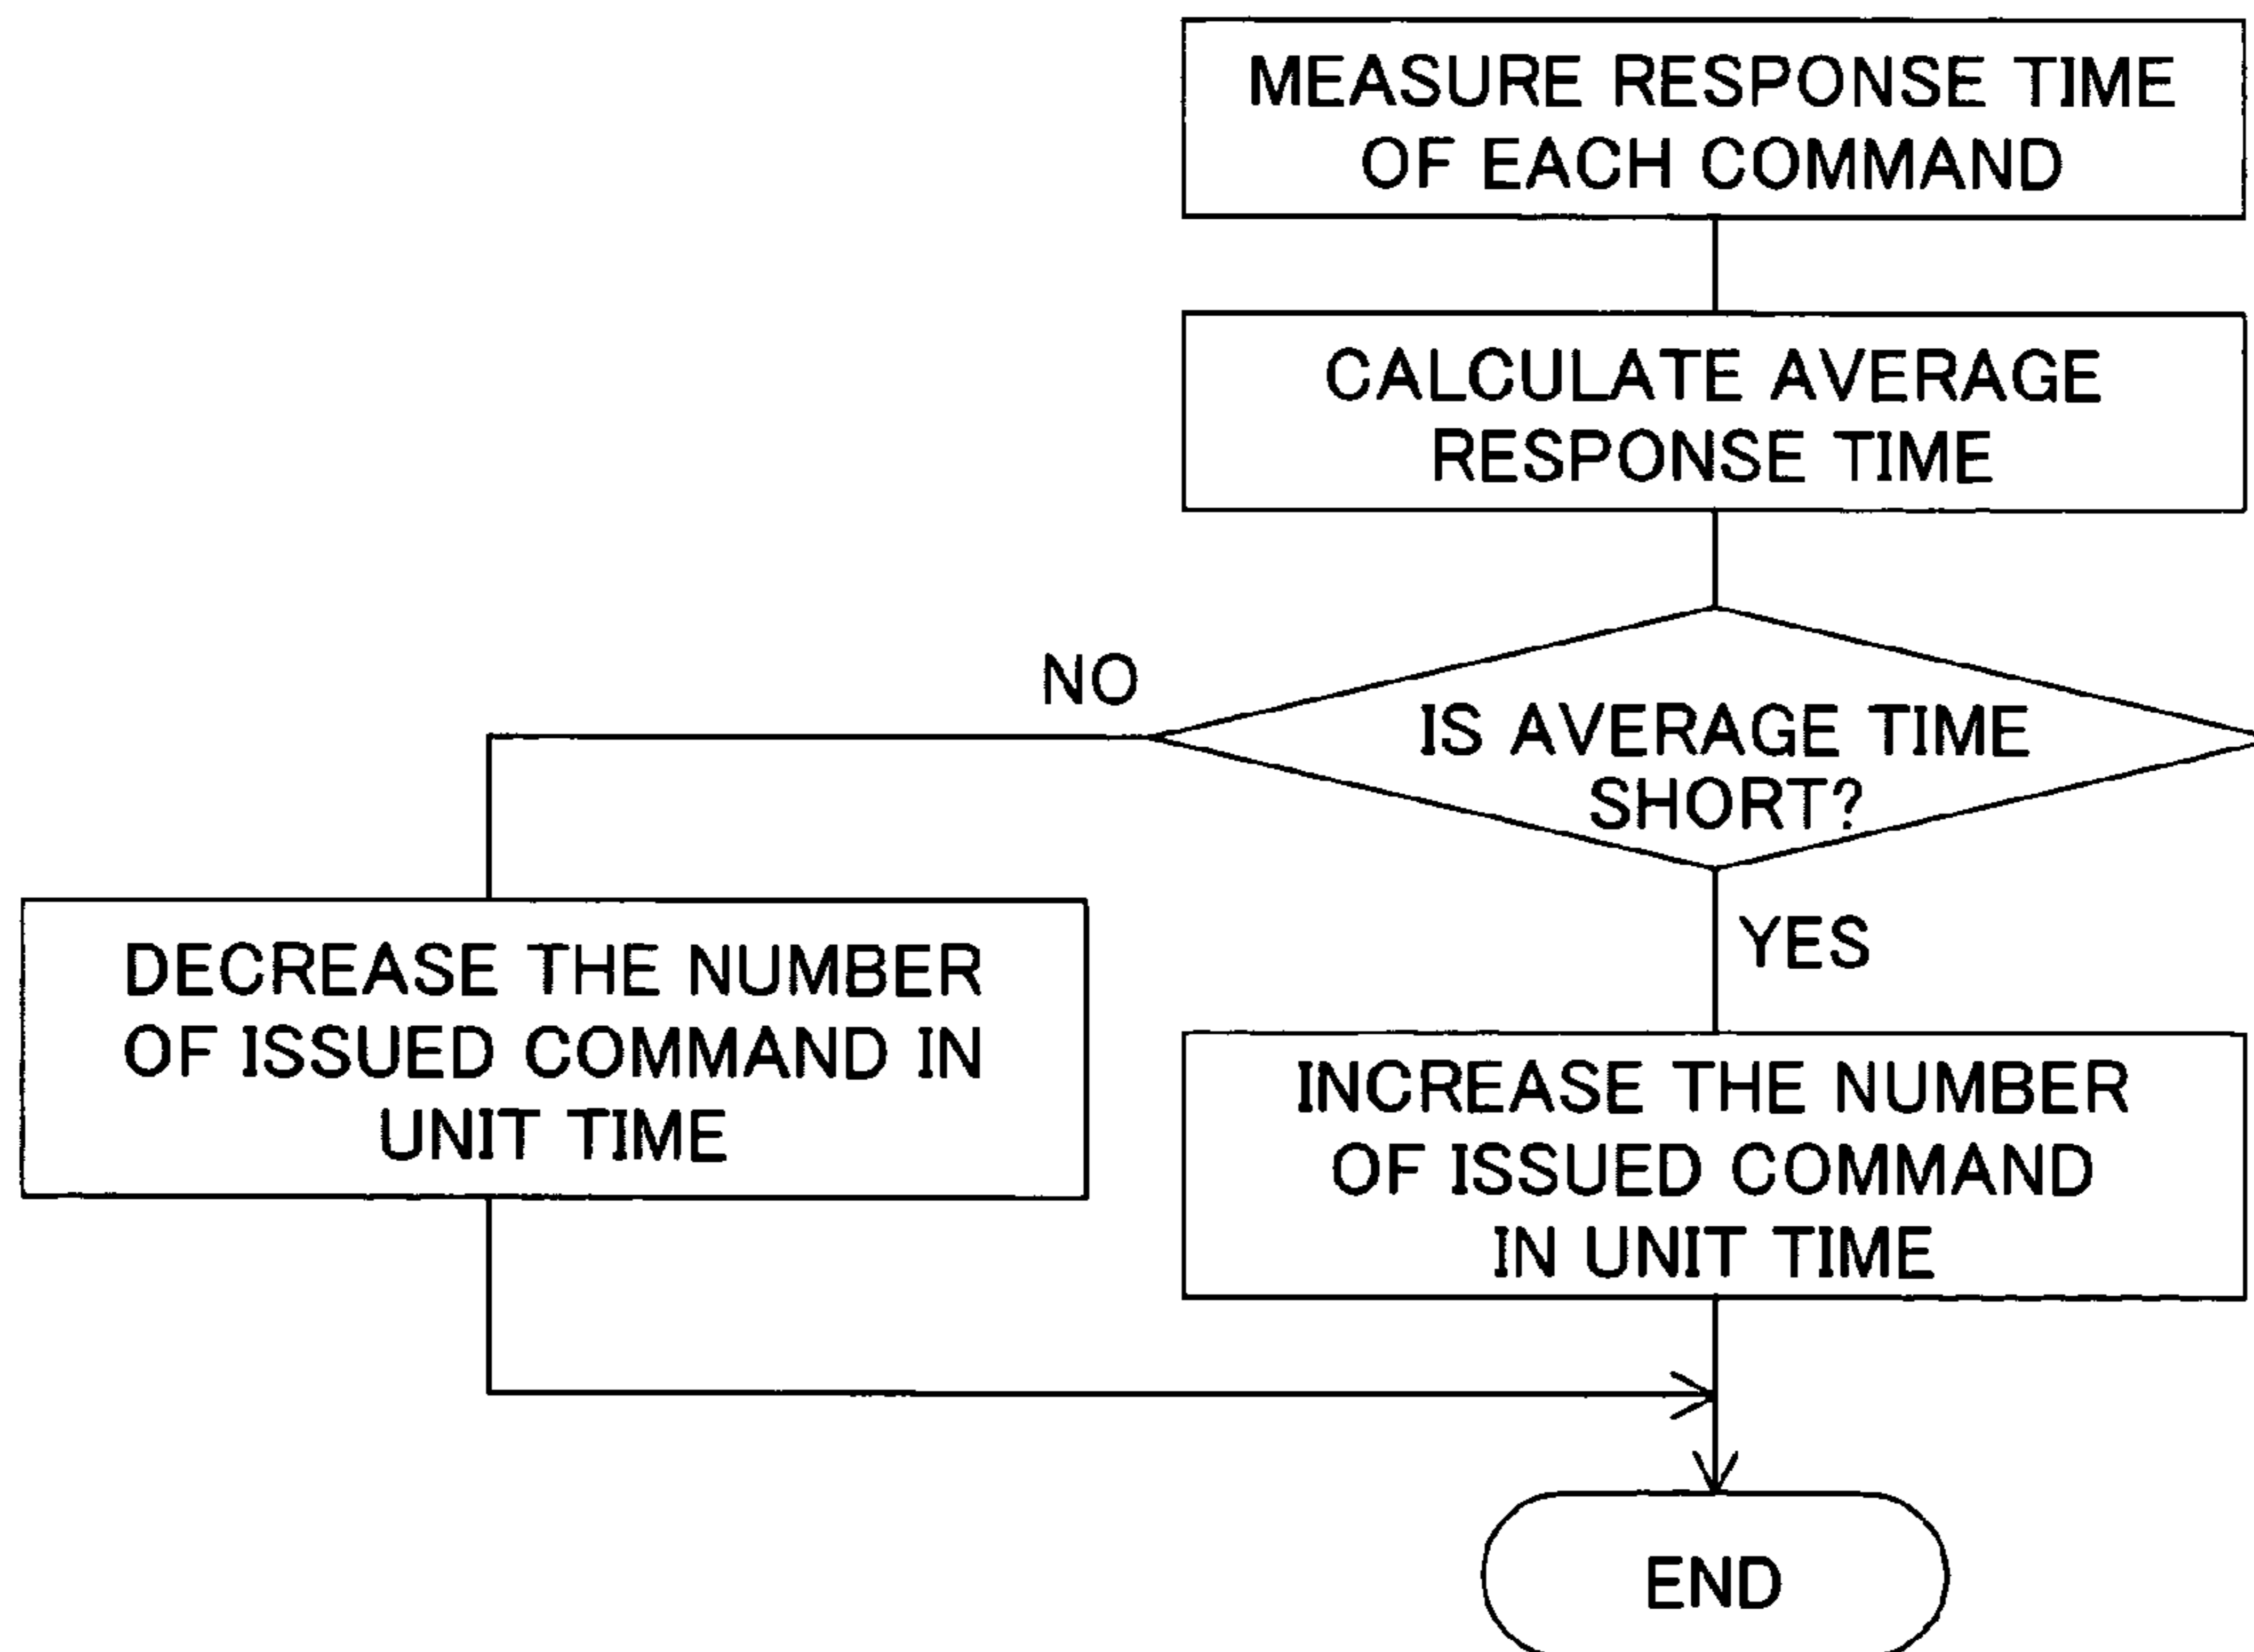 MEASURE RESPONSE TIME
OF EACH COMMAND
CALCULATE AVERAGE
RESPONSE TIME
NO
IS AVERAGE TIME
SHORT?
YES
DECREASE THE NUMBER
OF ISSUED COMMAND IN
UNIT TIME
INCREASE THE NUMBER
OF ISSUED COMMAND
IN UNIT TIME
END